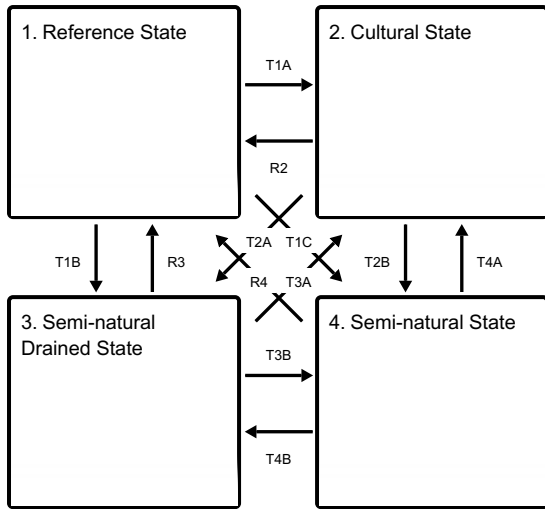 1. Reference State
2. Cultural State
T1A
R2
T2A
T1C
T1B
R3
T2B
T4A
R4
T3A
3. Semi-natural
Drained State
4. Semi-natural State
T3B
T4B